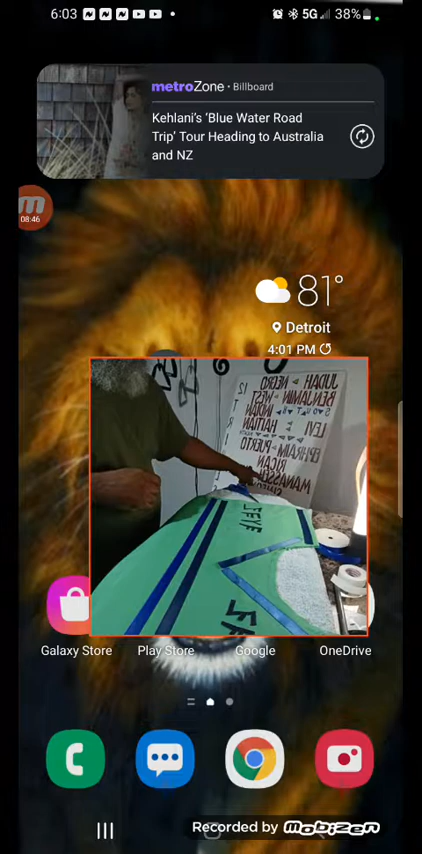 6:03
5G
38%
metroZone • Billboard
Kehlani's 'Blue Water Road
Trip' Tour Heading to Australia
and NZ
08:46
81°
Detroit
4:01 PM
12
JUDAH NEGRO
BENJAMIN WEST
INDIAN
LEVI = HAITIAN
EPHRAIM = PUERTO
RICAN
MANASSEH
Galaxy Store
Play Store
Google
OneDrive
Recorded by Mobizen